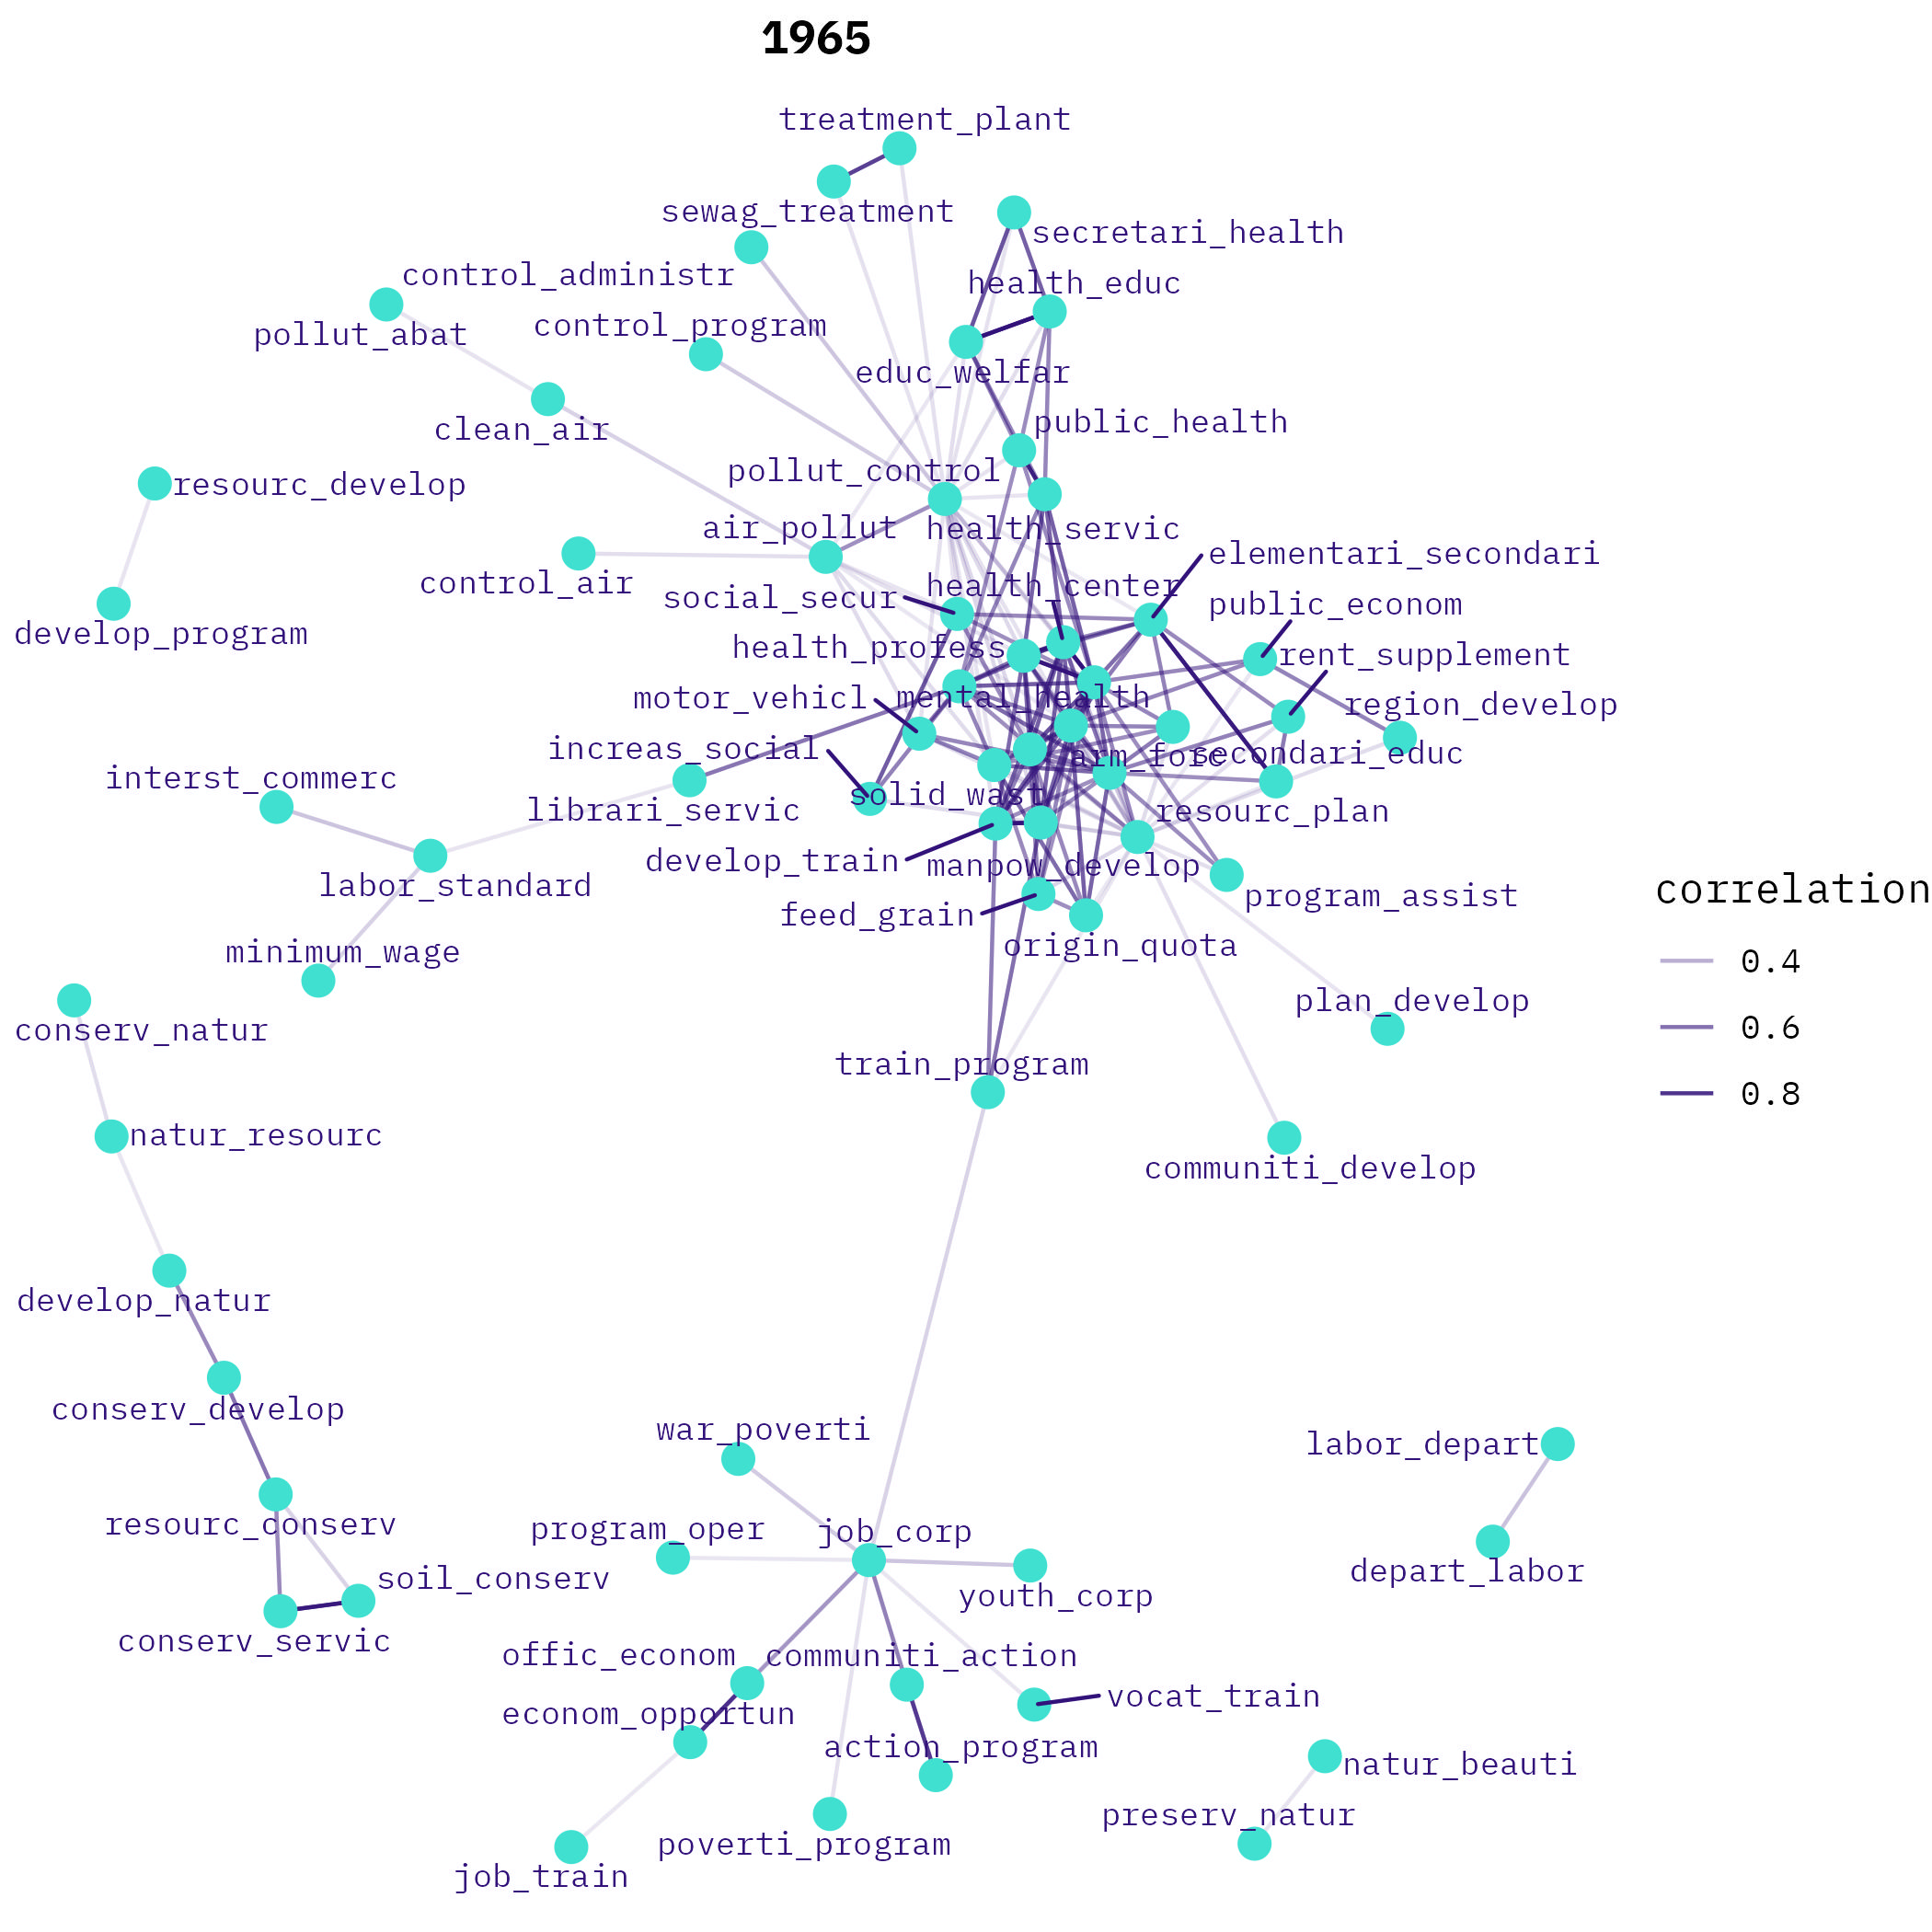 1965
treatment_plant
sewag_treatment
secretari_health
control_administr
health_educ
pollut_abat
control_program
educ_welfar
clean_air
public_health
pollut_control
resourc_develop
air_pollut
health_servic
elementari_secondari
control_air
health_center
social_secur
public_econom
develop_program
health_profess
rent_supplement
motor_vehicl
mental_health
region_develop
increas_social
arm_forc
secondari_educ
interst_commerc
librari_servic
solid_wast
resourc_plan
labor_standard
develop_train
manpow_develop
program_assist
feed_grain
origin_quota
minimum_wage
conserv_natur
plan_develop
train_program
natur_resourc
communiti_develop
develop_natur
conserv_develop
war_poverti
labor_depart
resourc_conserv
program_oper
job_corp
soil_conserv
youth_corp
depart_labor
conserv_servic
offic_econom
communiti_action
vocat_train
econom_opportun
action_program
natur_beauti
preserv_natur
poverti_program
job_train
correlation
0.4
0.6
0.8